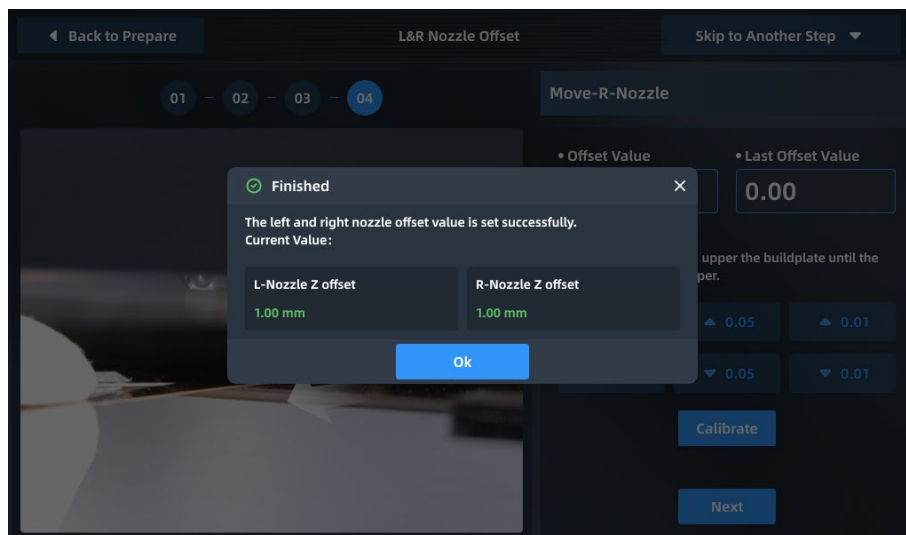 Back to Prepare
L&R Nozzle Offset
Skip to Another Step
01
02
03
04
Move-R-Nozzle
• Offset Value
• Last Offset Value
0.00
Finished
The left and right nozzle offset value is set successfully.
Current Value:
L-Nozzle Z offset
1.00 mm
R-Nozzle Z offset
1.00 mm
Ok
upper the buildplate until the
0.05
0.01
0.05
0.01
Calibrate
Next